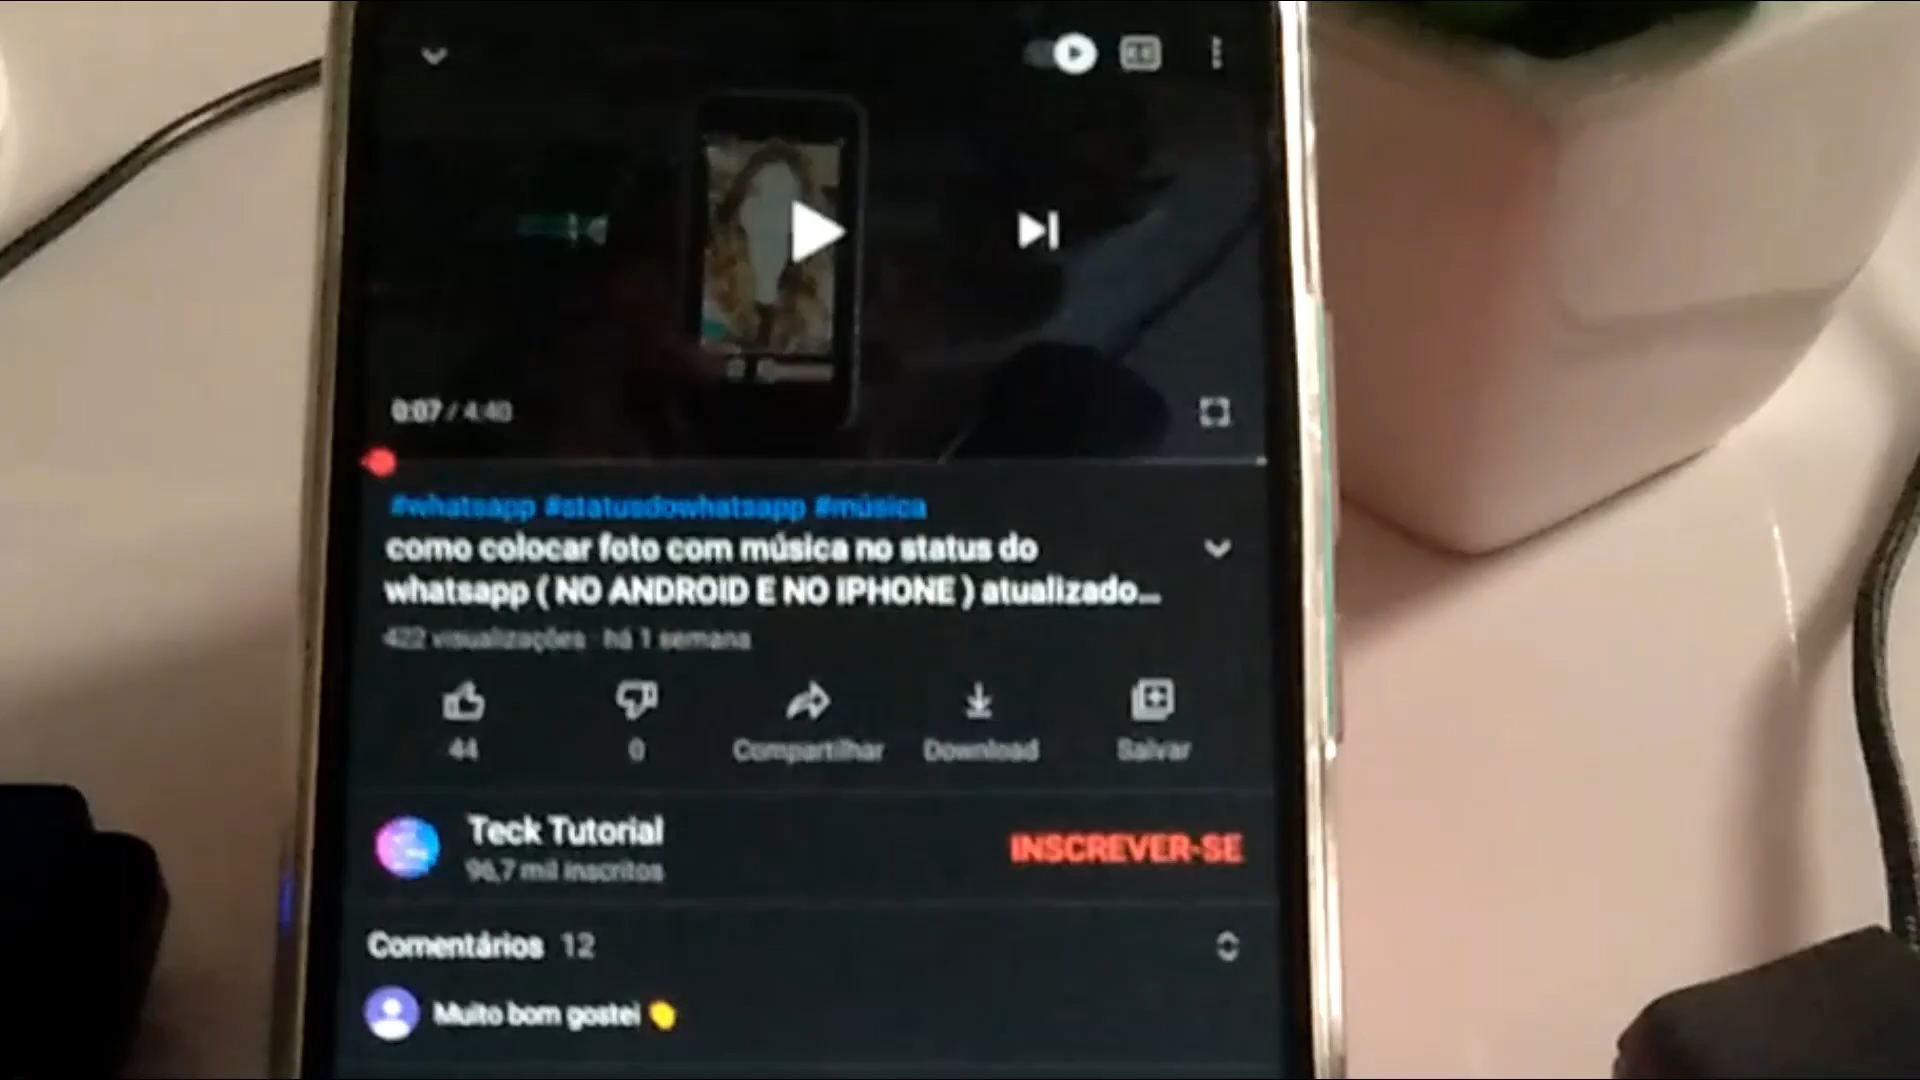 0:07 / 4:40
#whatsapp #statusdowhatsapp #música
como colocar foto com música no status do
whatsapp ( NO ANDROID E NO IPHONE ) atualizado...
422 visualizações · há 1 semana
44
0
Compartilhar
Download
Salvar
Teck Tutorial
INSCREVER-SE
96,7 mil inscritos
Comentários 12
Muito bom gostei 👏